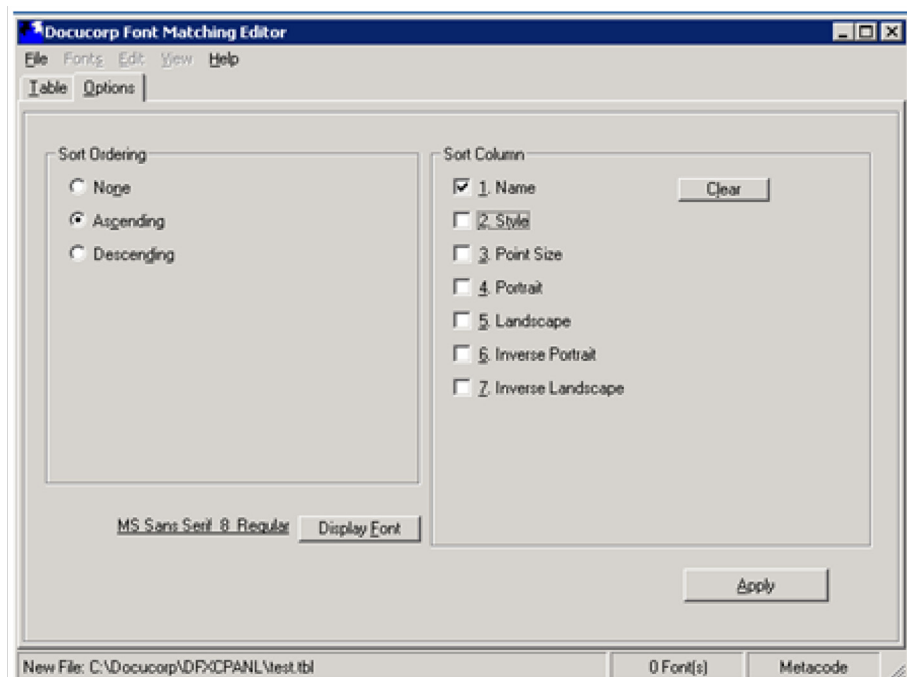 Docucorp Font Matching Editor
File Fonts Edit View Help
Table Options
Sort Ordering
None
Ascending
Descending
MS Sans Serif 8 Regular Display Font
Sort Column
1. Name Clear
2. Style
3. Point Size
4. Portrait
5. Landscape
6. Inverse Portrait
7. Inverse Landscape
Apply
New File: C:\Docucorp\DFXCPANL\test.tbl 0 Font(s) Metacode